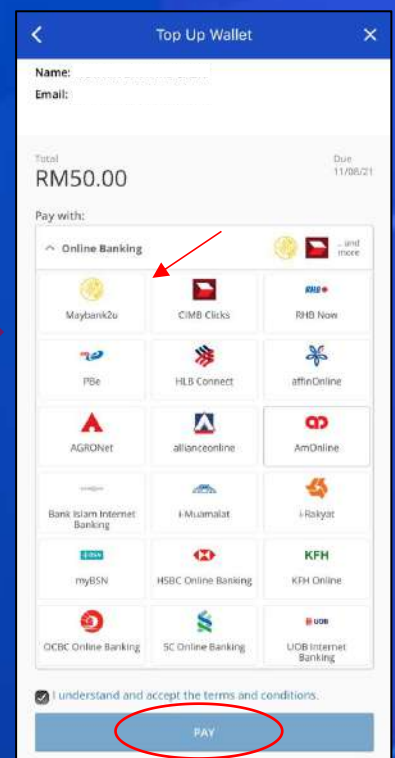 Top Up Wallet
Name:
Email:
Total
Due
RM50.00
11/08/21
Pay with:
Online Banking
... and more
Maybank2u
CIMB Clicks
RHB Now
PBe
HLB Connect
affinOnline
AGRONet
allianceonline
AmOnline
Bank Islam Internet Banking
i-Muamalat
i-Rakyat
myBSN
HSBC Online Banking
KFH
KFH Online
OCBC Online Banking
SC Online Banking
UOB
UOB Internet Banking
I understand and accept the terms and conditions.
PAY